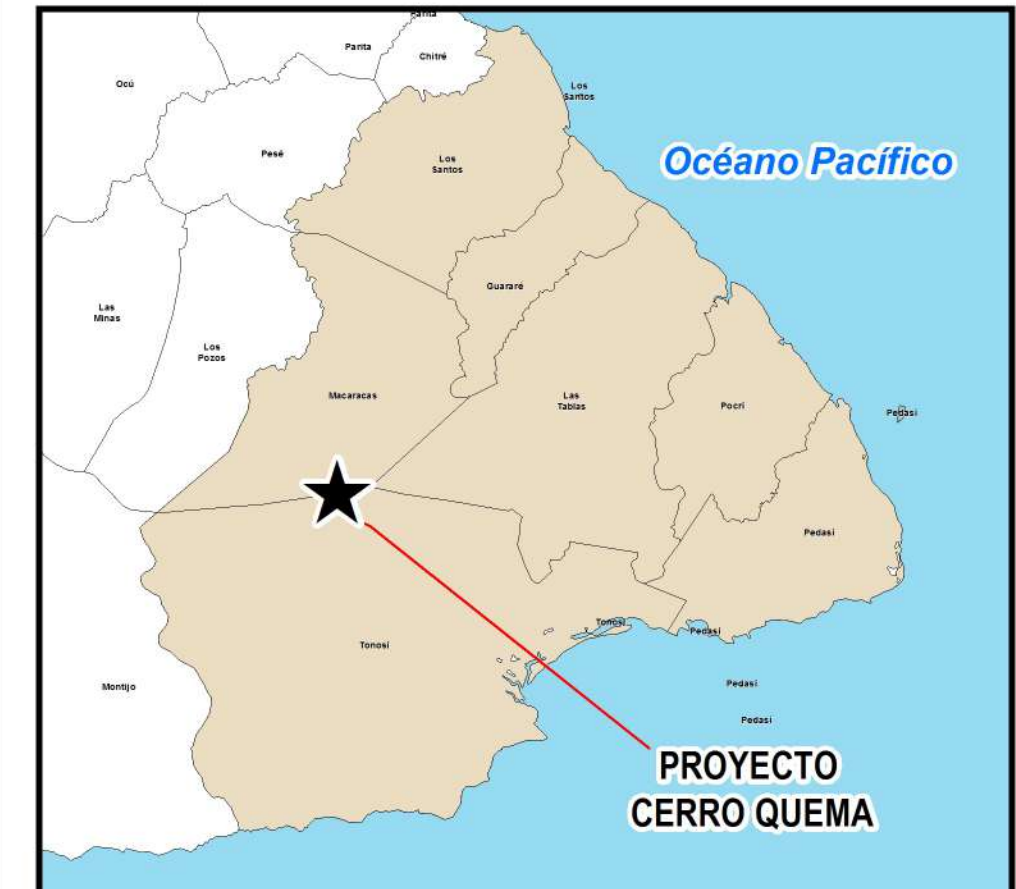 Parita
Parita
Chitré
Ocú
Los
Santos
Pesé
Los
Santos
Océano Pacífico
Guararé
Las
Minas
Los
Pozos
Macaracas
Las
Tablas
Pocrí
Pedasí
Pedasí
Tonosí
Pedasí
Tonosí
Montijo
Pedasí
Pedasí
PROYECTO
CERRO QUEMA